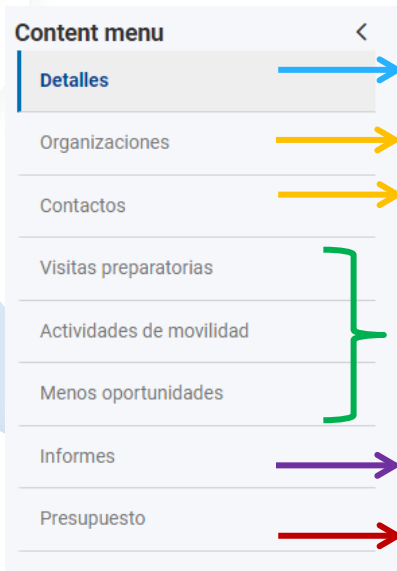 Content menu
Detalles
Organizaciones
Contactos
Visitas preparatorias
Actividades de movilidad
Menos oportunidades
Informes
Presupuesto